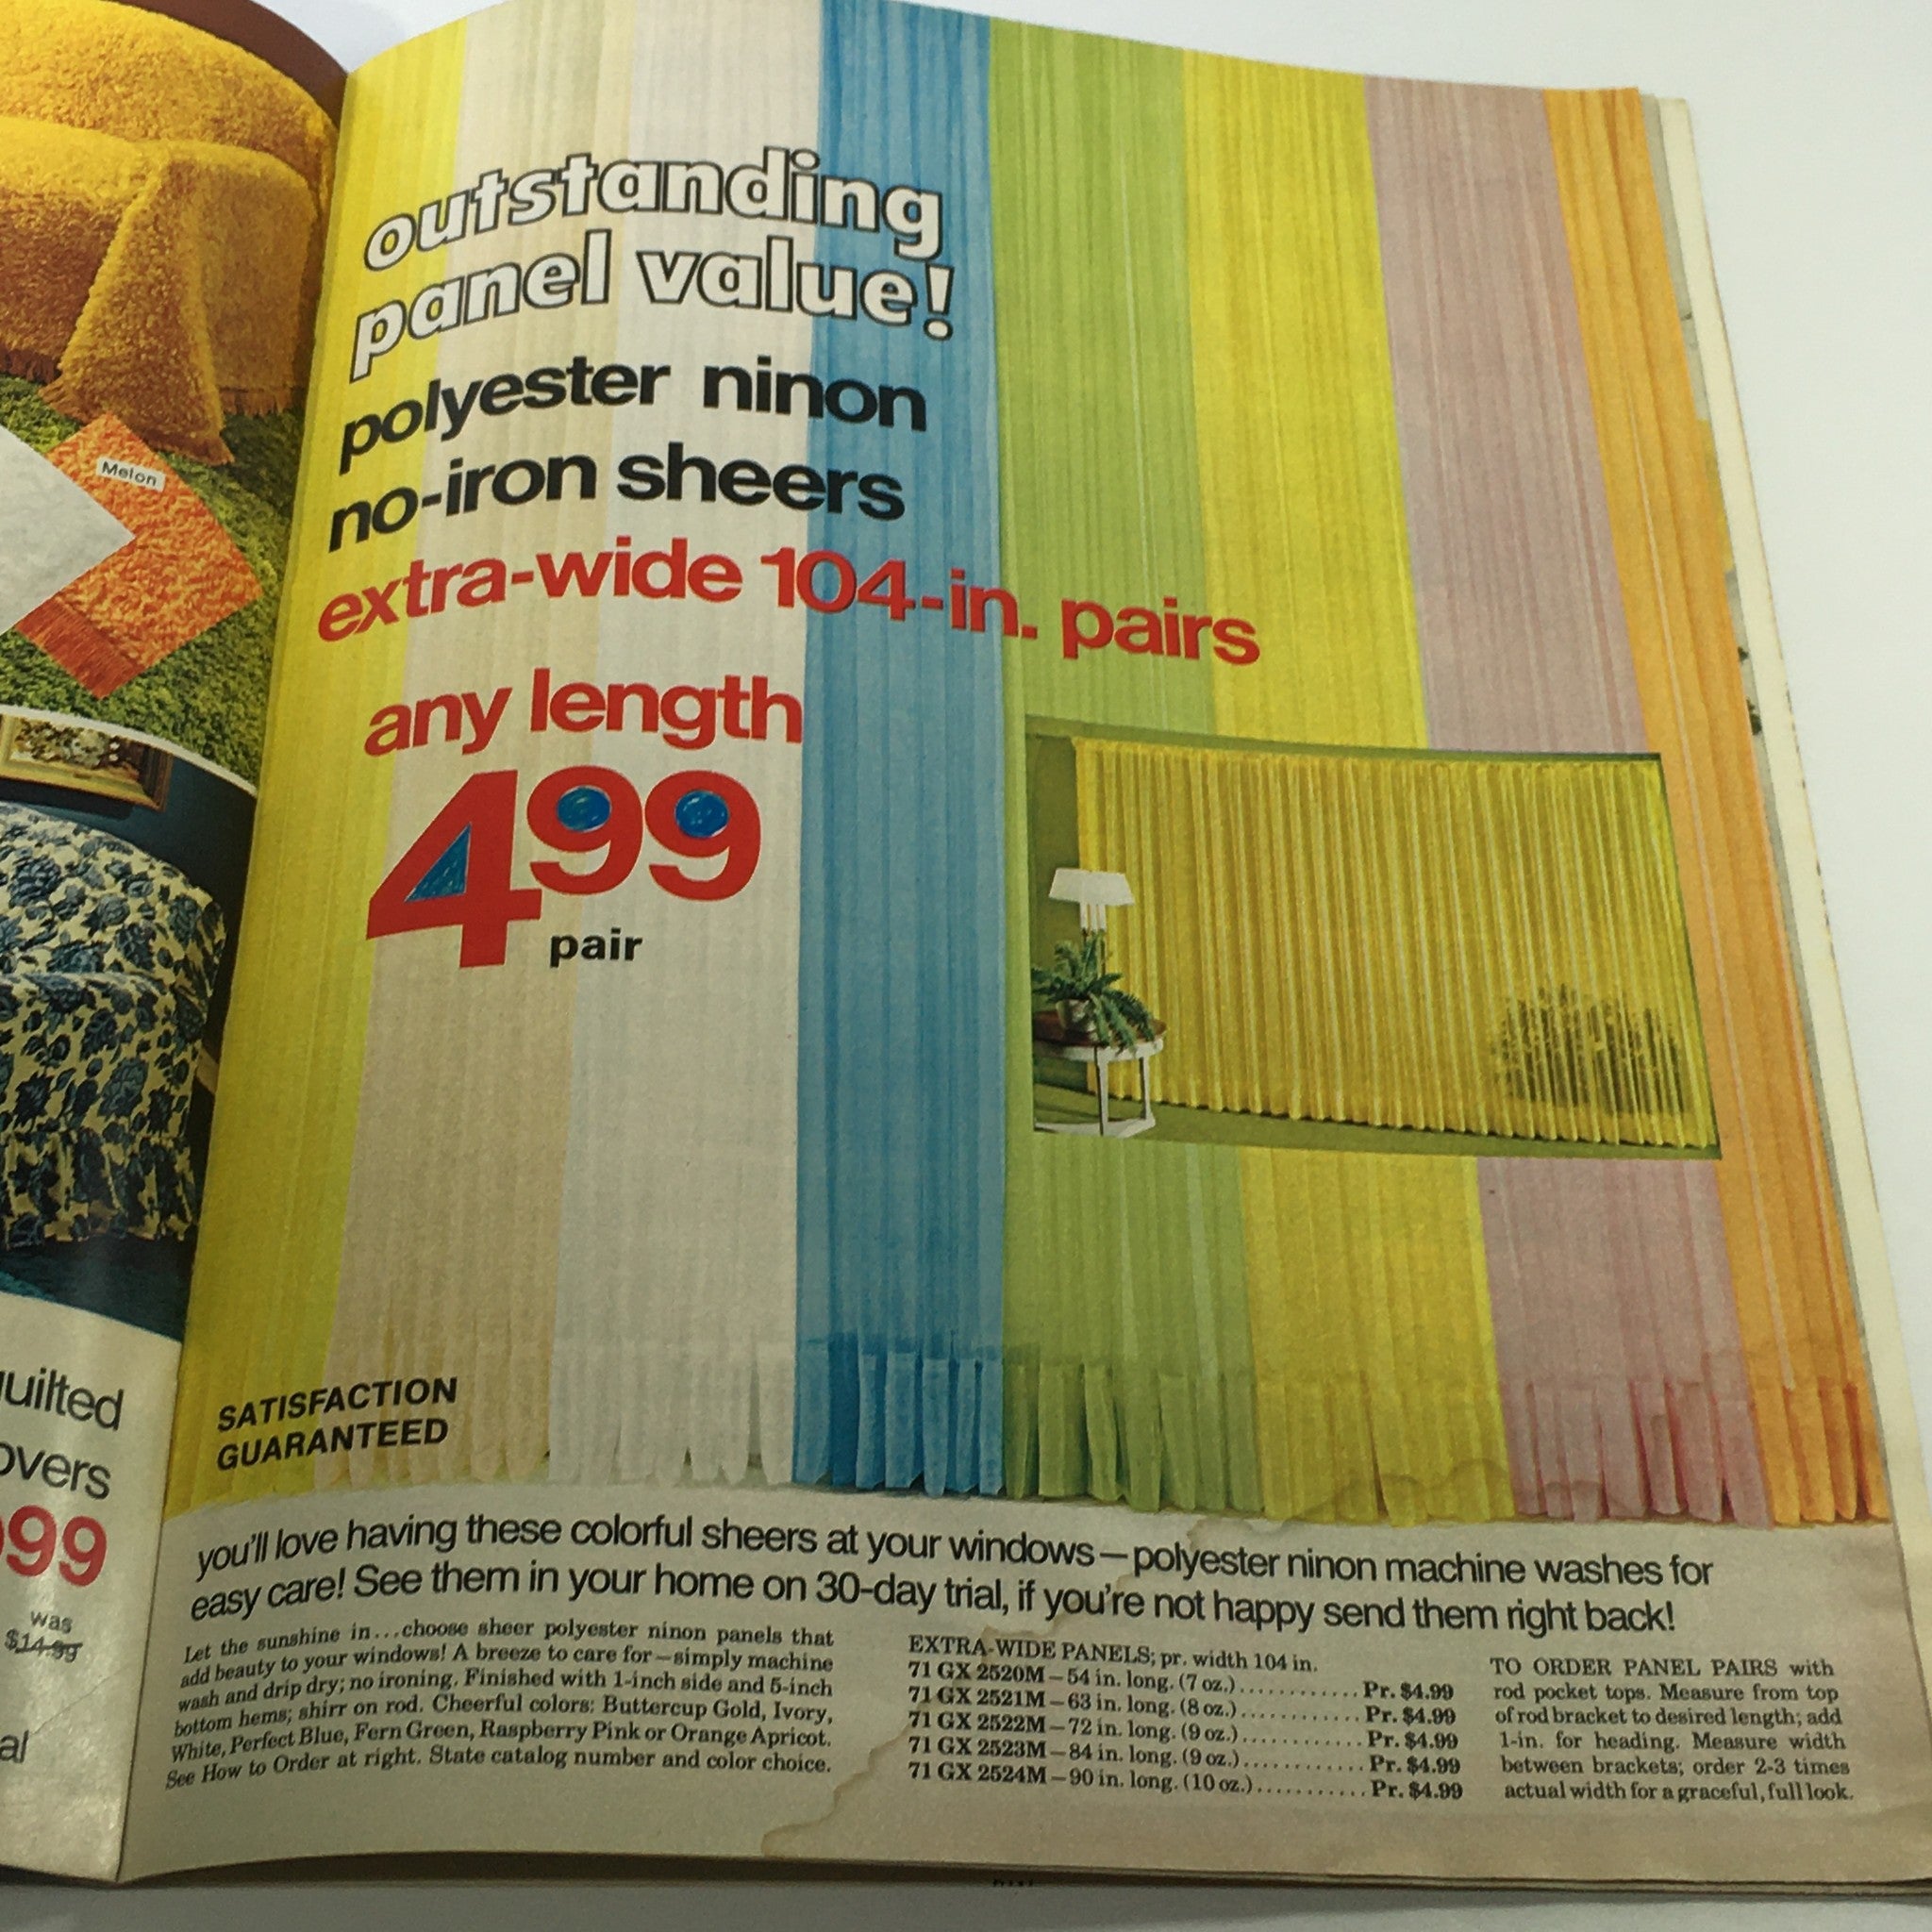 Melon
uilted
overs
99
was
$14.99
al
outstanding
panel value!
polyester ninon
no-iron sheers
extra-wide 104-in. pairs
any length
499
pair
SATISFACTION
GUARANTEED
you'll love having these colorful sheers at your windows—polyester ninon machine washes for
easy care! See them in your home on 30-day trial, if you're not happy send them right back!
Let the sunshine in...choose sheer polyester ninon panels that
add beauty to your windows! A breeze to care for—simply machine
wash and drip dry; no ironing. Finished with 1-inch side and 5-inch
bottom hems; shirr on rod. Cheerful colors: Buttercup Gold, Ivory,
White, Perfect Blue, Fern Green, Raspberry Pink or Orange Apricot.
See How to Order at right. State catalog number and color choice.
EXTRA-WIDE PANELS; pr. width 104 in.
71 GX 2520M—54 in. long. (7 oz.)............Pr. $4.99
71 GX 2521M—63 in. long. (8 oz.)............Pr. $4.99
71 GX 2522M—72 in. long. (9 oz.)............Pr. $4.99
71 GX 2523M—84 in. long. (9 oz.)............Pr. $4.99
71 GX 2524M—90 in. long. (10 oz.)...........Pr. $4.99
TO ORDER PANEL PAIRS with
rod pocket tops. Measure from top
of rod bracket to desired length; add
1-in. for heading. Measure width
between brackets; order 2-3 times
actual width for a graceful, full look.